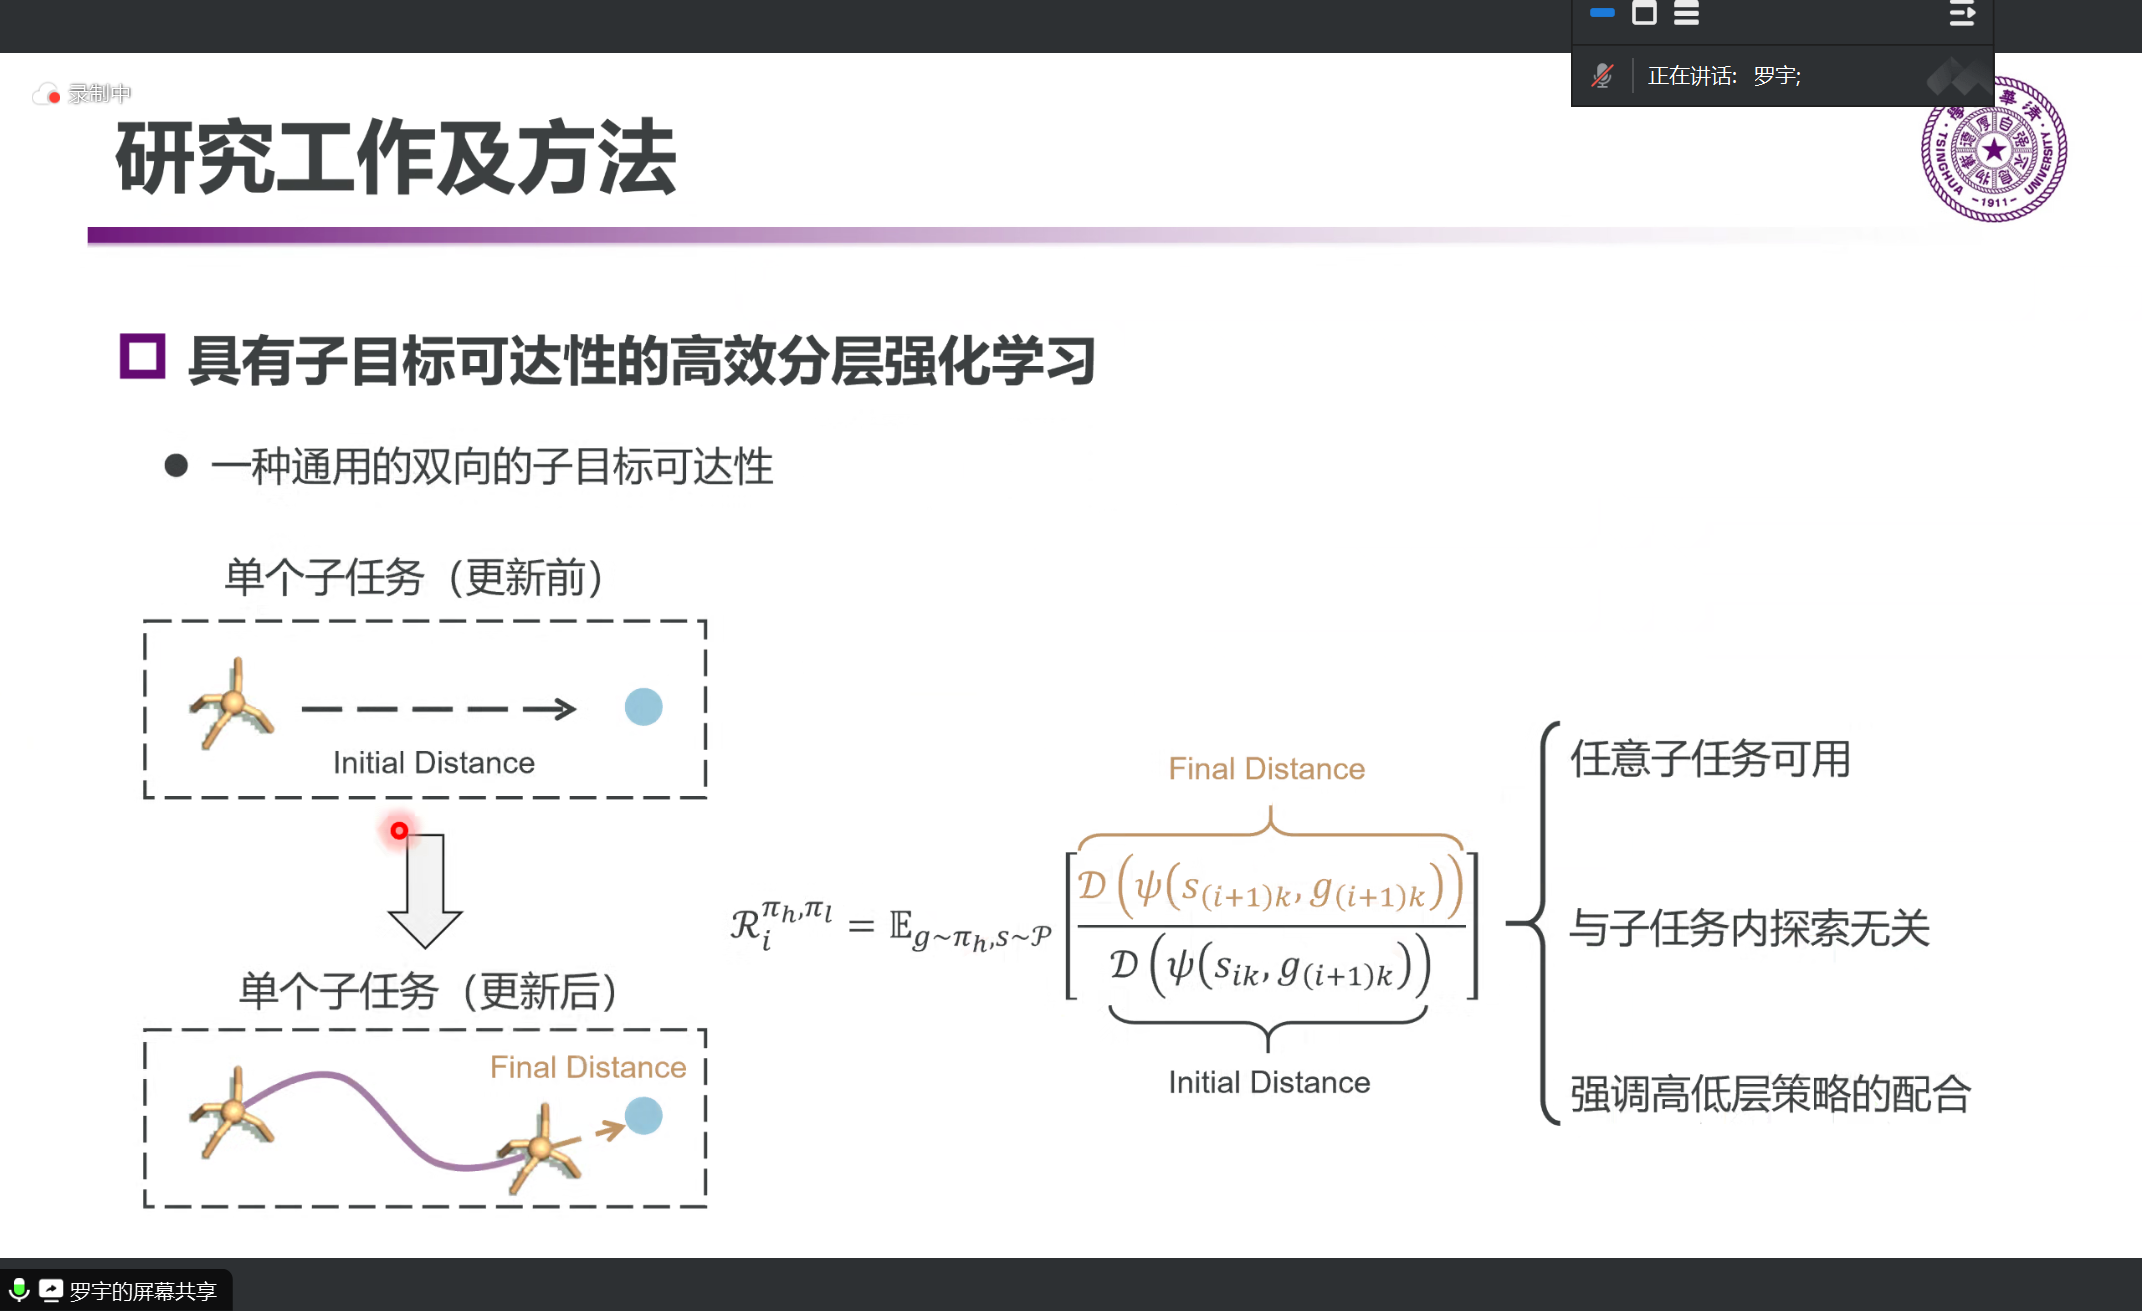 正在讲话: 罗宇;
录制中
研究工作及方法
TSINGHUA UNIVERSITY
-1911-
具有子目标可达性的高效分层强化学习
● 一种通用的双向的子目标可达性
单个子任务（更新前）
Initial Distance
单个子任务（更新后）
Final Distance
Final Distance
$\mathcal{R}_i^{\pi_h,\pi_l} = \mathbb{E}_{g\sim\pi_h,s\sim\mathcal{P}}\left[\frac{\mathcal{D}\left(\psi(s_{(i+1)k},g_{(i+1)k})\right)}{\mathcal{D}\left(\psi(s_{ik},g_{(i+1)k})\right)}\right]$
Initial Distance
任意子任务可用
与子任务内探索无关
强调高低层策略的配合
罗宇的屏幕共享